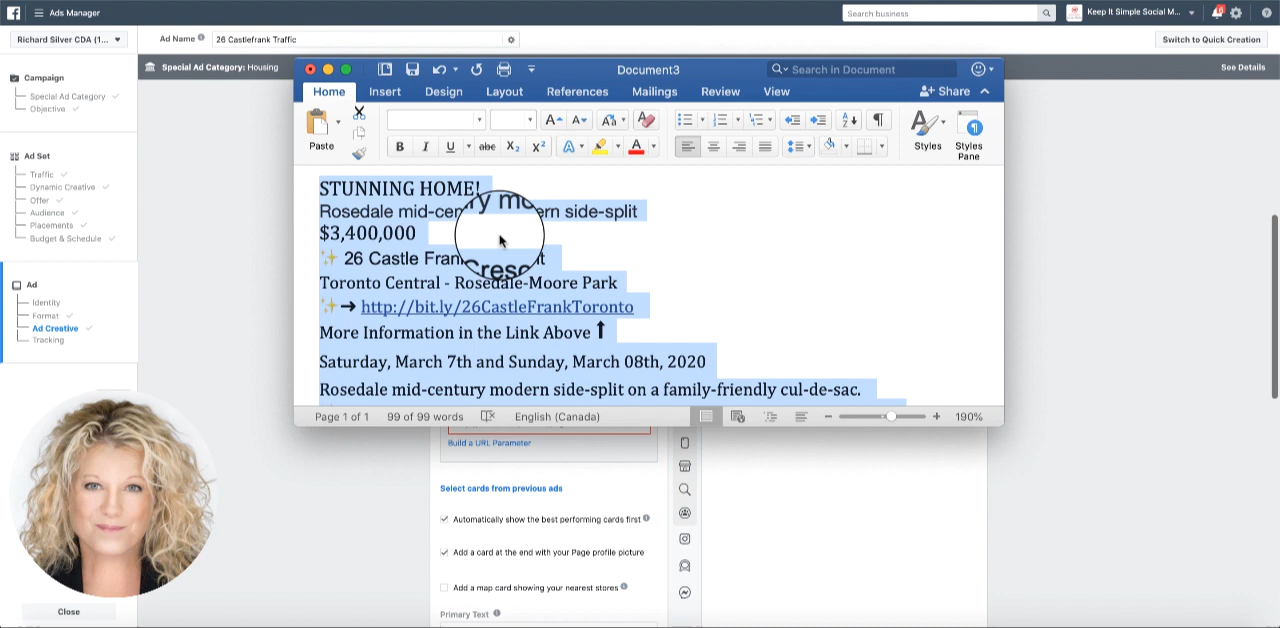 Ads Manager
Search business
Keep It Simple Social M...
Richard Silver CDA (1...
Ad Name
26 Castlefrank Traffic
Switch to Quick Creation
Special Ad Category: Housing
See Details
Campaign
Special Ad Category
Objective
Ad Set
Traffic
Dynamic Creative
Offer
Audience
Placements
Budget & Schedule
Ad
Identity
Format
Ad Creative
Tracking
Close
Document3
Search in Document
Home Insert Design Layout References Mailings Review View
Share
Paste
Styles
Styles
Pane
STUNNING HOME!
Rosedale mid-century modern side-split
$3,400,000
✨ 26 Castle Frank Crescent
Toronto Central - Rosedale-Moore Park
✨➜ http://bit.ly/26CastleFrankToronto
More Information in the Link Above ⬆
Saturday, March 7th and Sunday, March 08th, 2020
Rosedale mid-century modern side-split on a family-friendly cul-de-sac.
Page 1 of 1 99 of 99 words English (Canada) 190%
Build a URL Parameter
Select cards from previous ads
Automatically show the best performing cards first
Add a card at the end with your Page profile picture
Add a map card showing your nearest stores
Primary Text